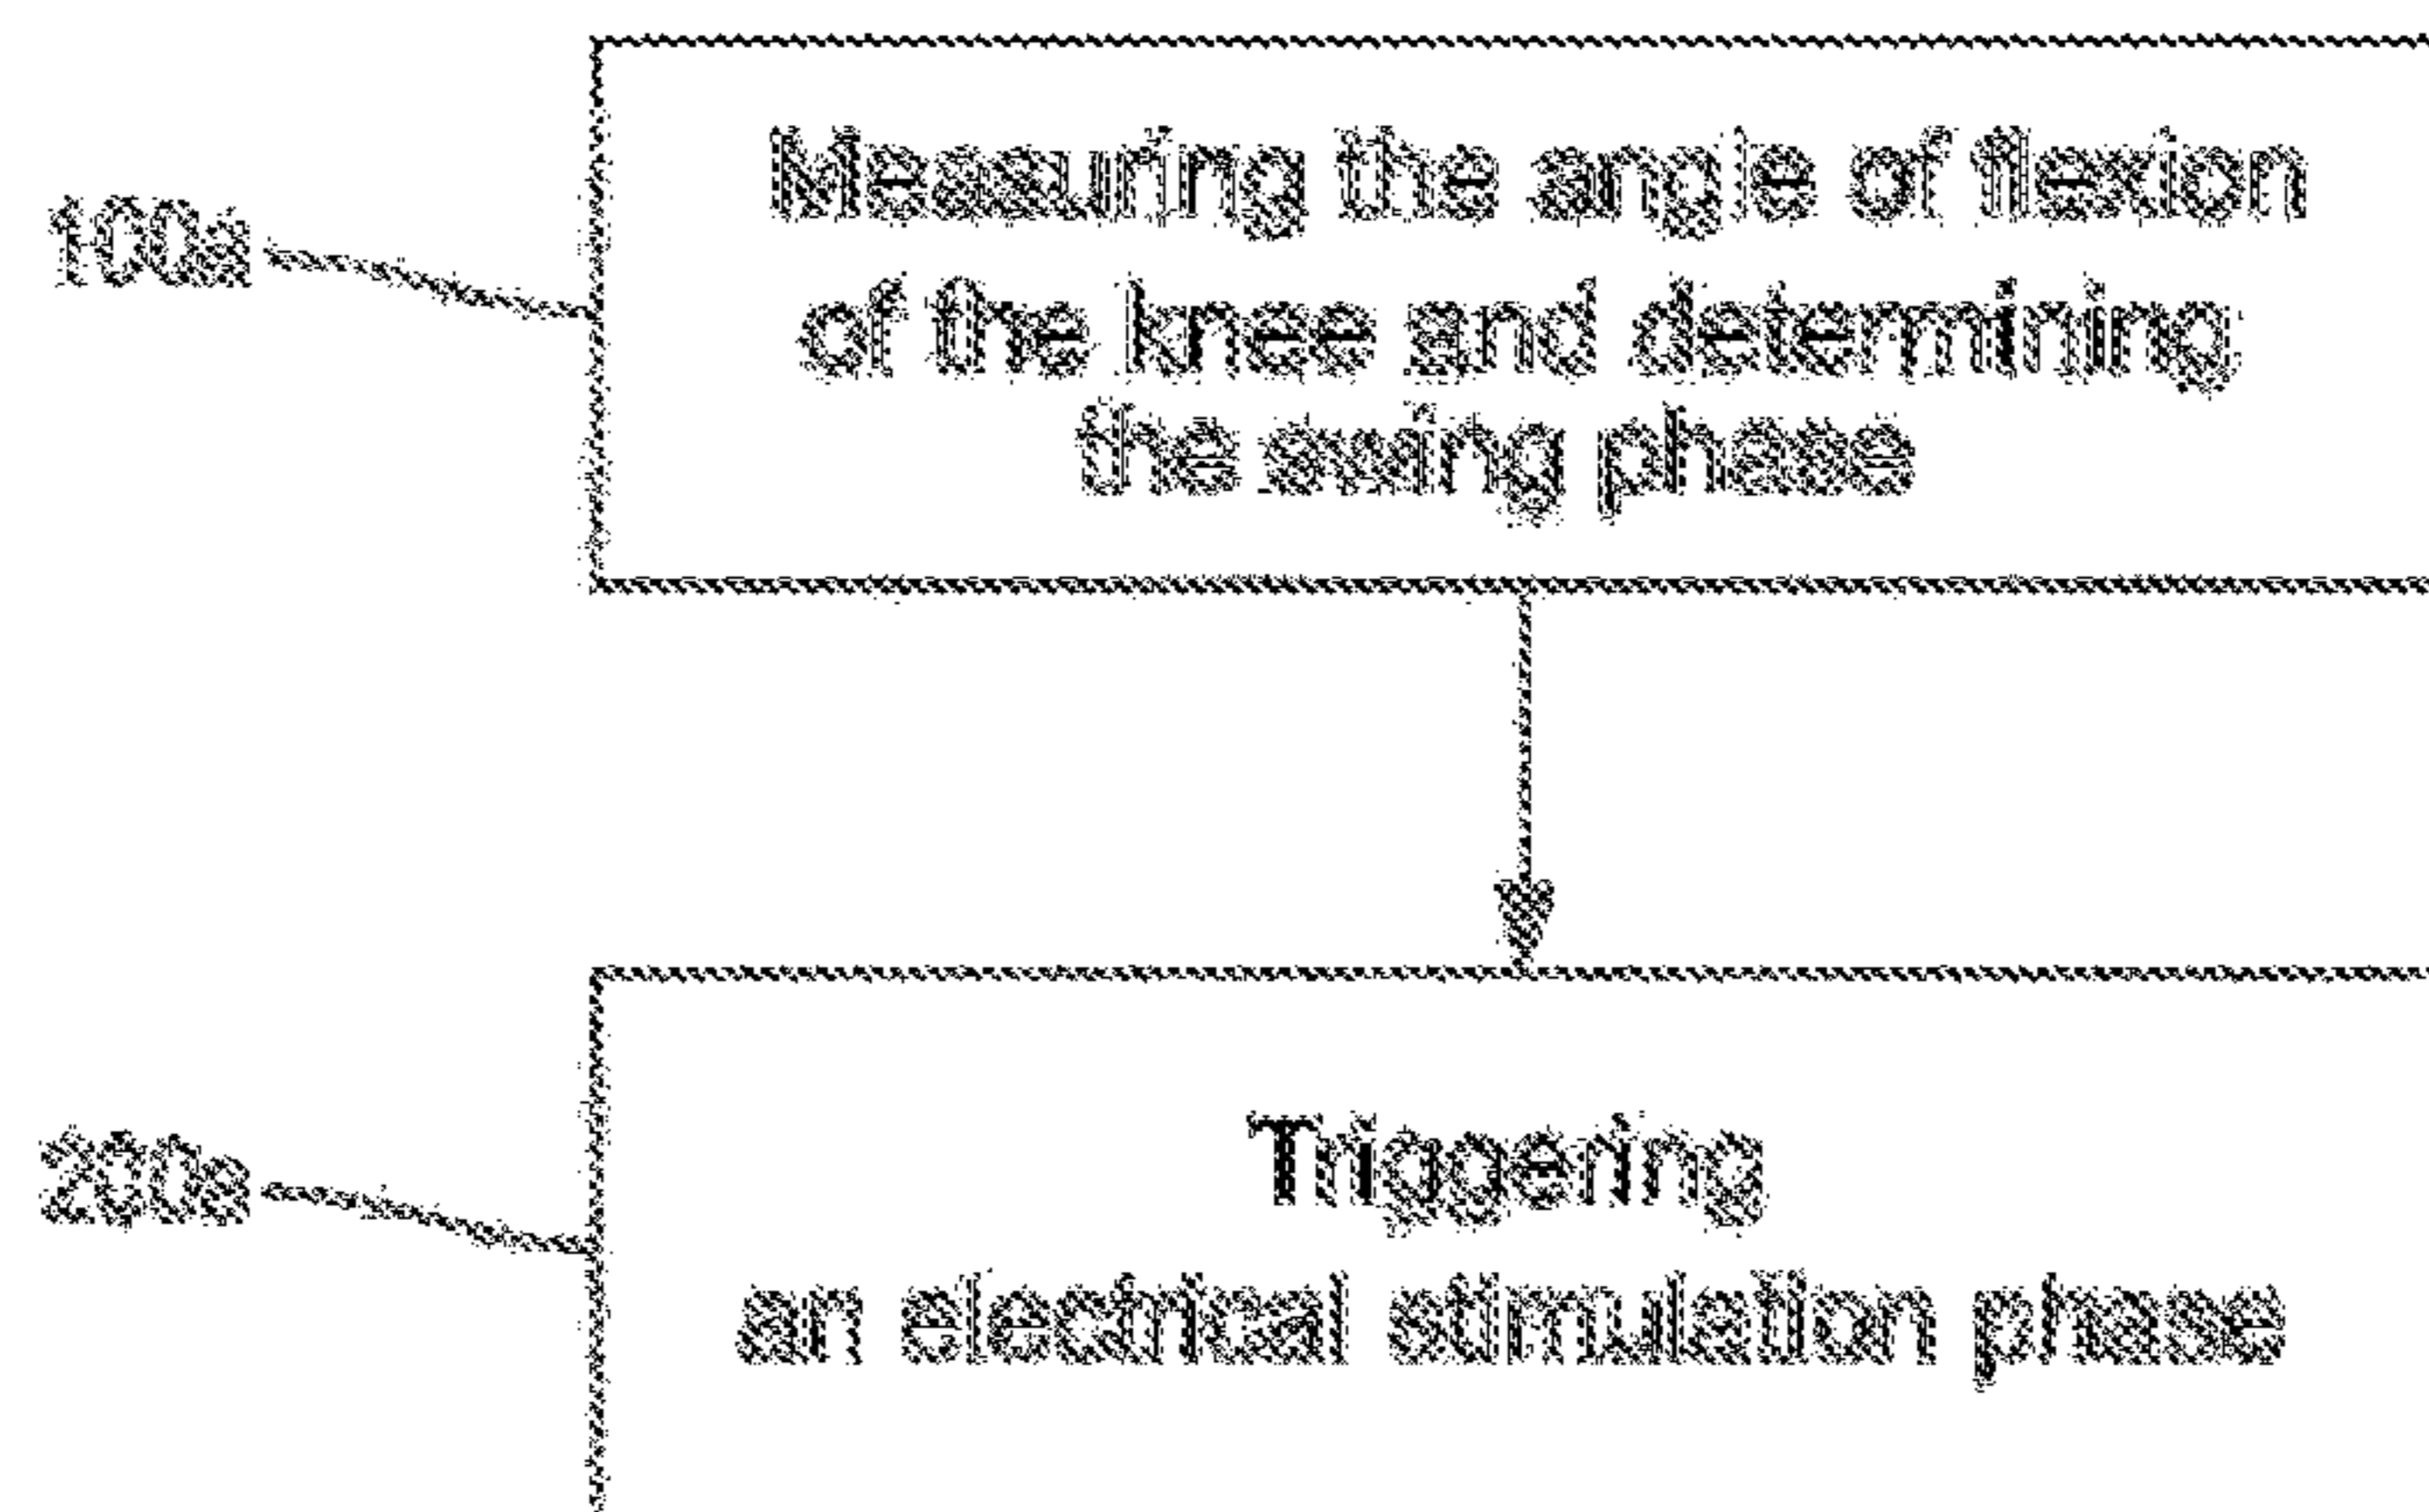 100a
Measuring the angle of flexion
of the knee and determining
the swing phase
200a
Triggering
an electrical stimulation phase